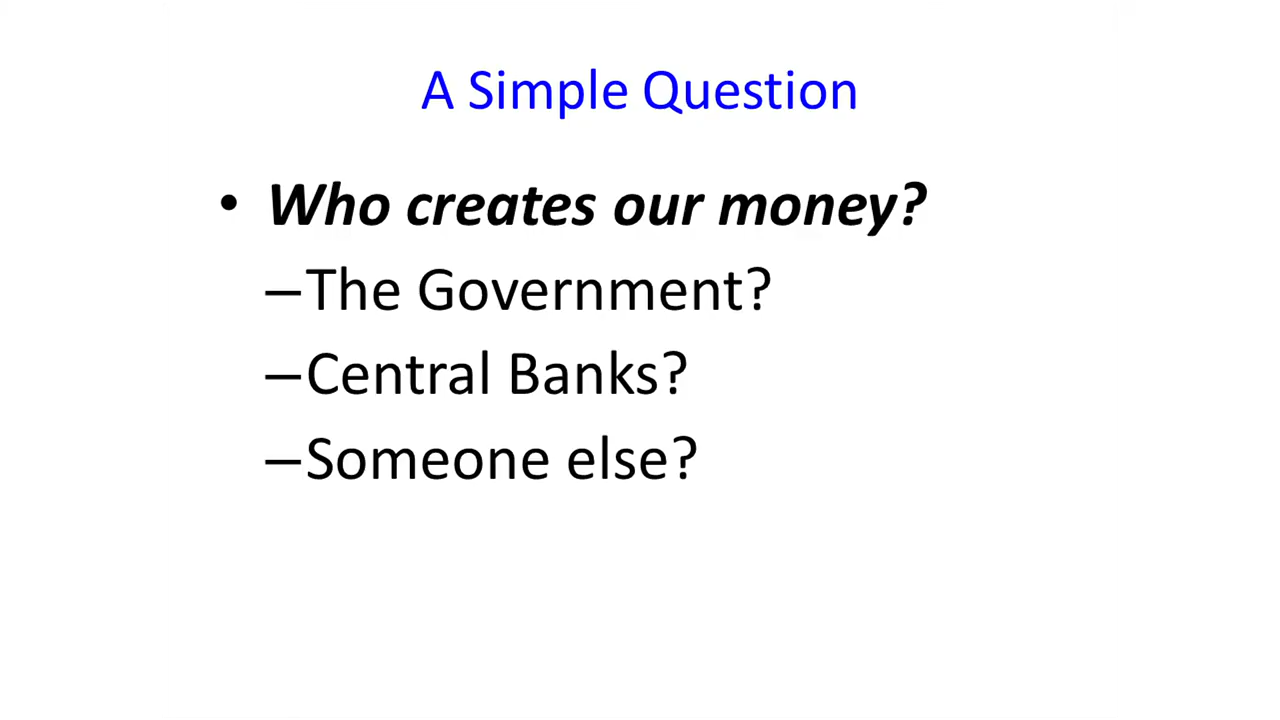 A Simple Question
• Who creates our money?
–The Government?
–Central Banks?
–Someone else?